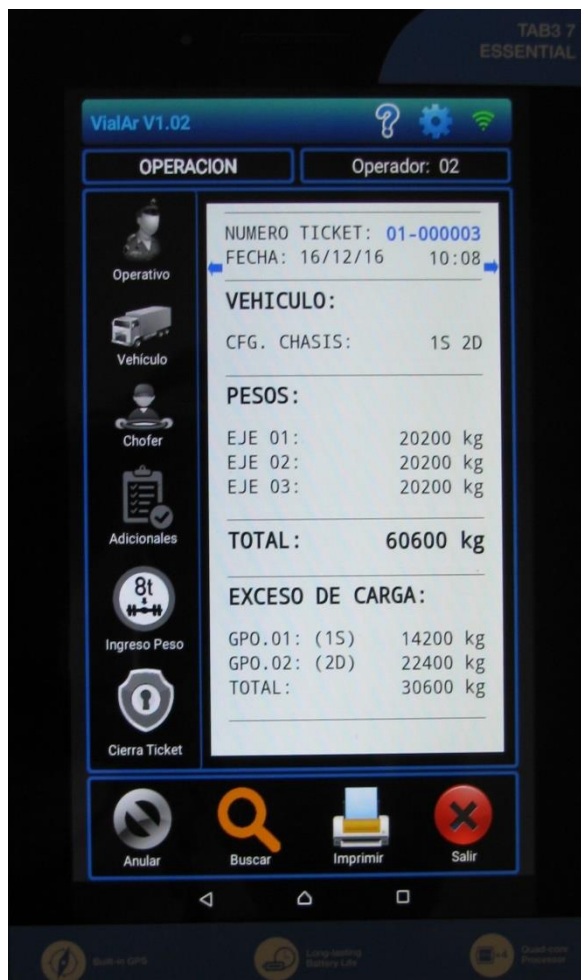 TAB3 7
ESSENTIAL
VialAr V1.02
OPERACION
Operador: 02
Operativo
Vehículo
Chofer
Adicionales
8t
Ingreso Peso
Cierra Ticket
NUMERO TICKET: 01-000003
FECHA: 16/12/16 10:08
VEHICULO:
CFG. CHASIS: 1S 2D
PESOS:
EJE 01: 20200 kg
EJE 02: 20200 kg
EJE 03: 20200 kg
TOTAL: 60600 kg
EXCESO DE CARGA:
GPO.01: (1S) 14200 kg
GPO.02: (2D) 22400 kg
TOTAL: 30600 kg
Anular
Buscar
Imprimir
Salir
Built-in GPS
Long-lasting
Battery Life
Quad-core
Processor